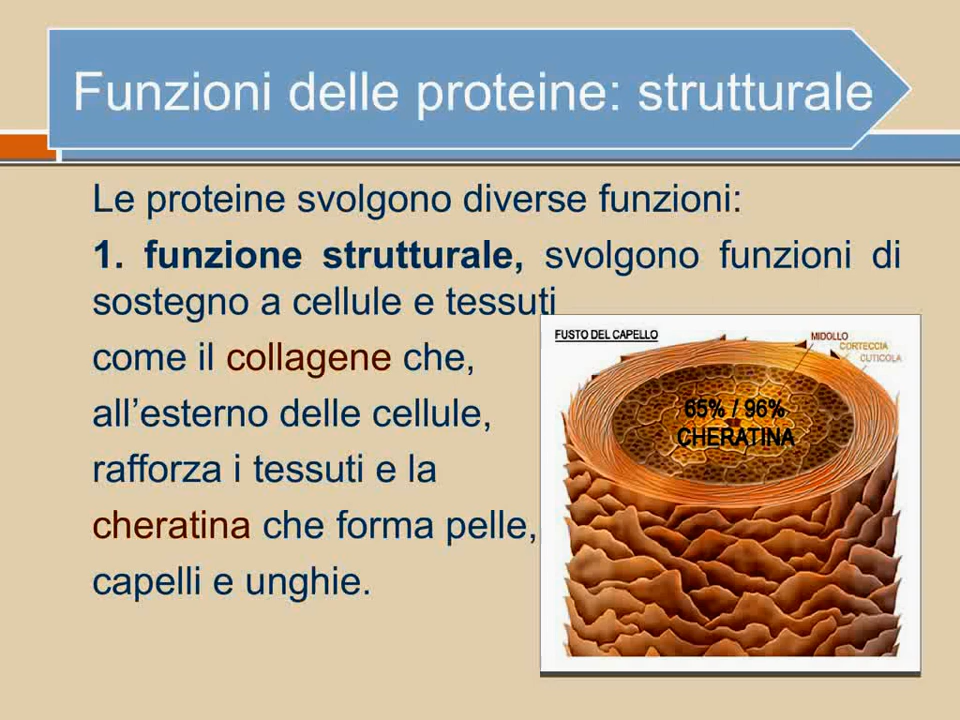 Funzioni delle proteine: strutturale
Le proteine svolgono diverse funzioni:
1. funzione strutturale, svolgono funzioni di
sostegno a cellule e tessuti
come il collagene che,
all’esterno delle cellule,
rafforza i tessuti e la
cheratina che forma pelle,
capelli e unghie.
FUSTO DEL CAPELLO
MIDOLLO
CORTECCIA
CUTICOLA
65% / 96%
CHERATINA